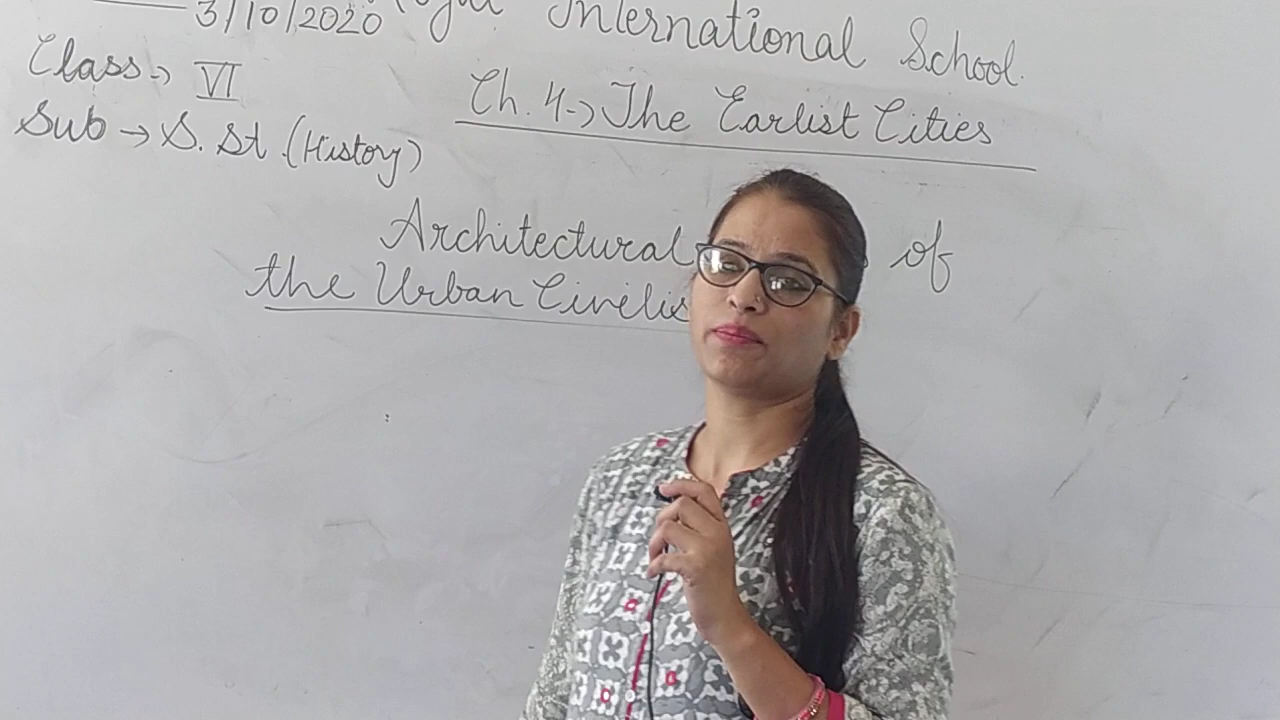 3/10/2020 International School.
Class → VI
Ch. 4 → The Earlist Cities
Sub → S. St. (History)
Architectural of
the Urban Civilis